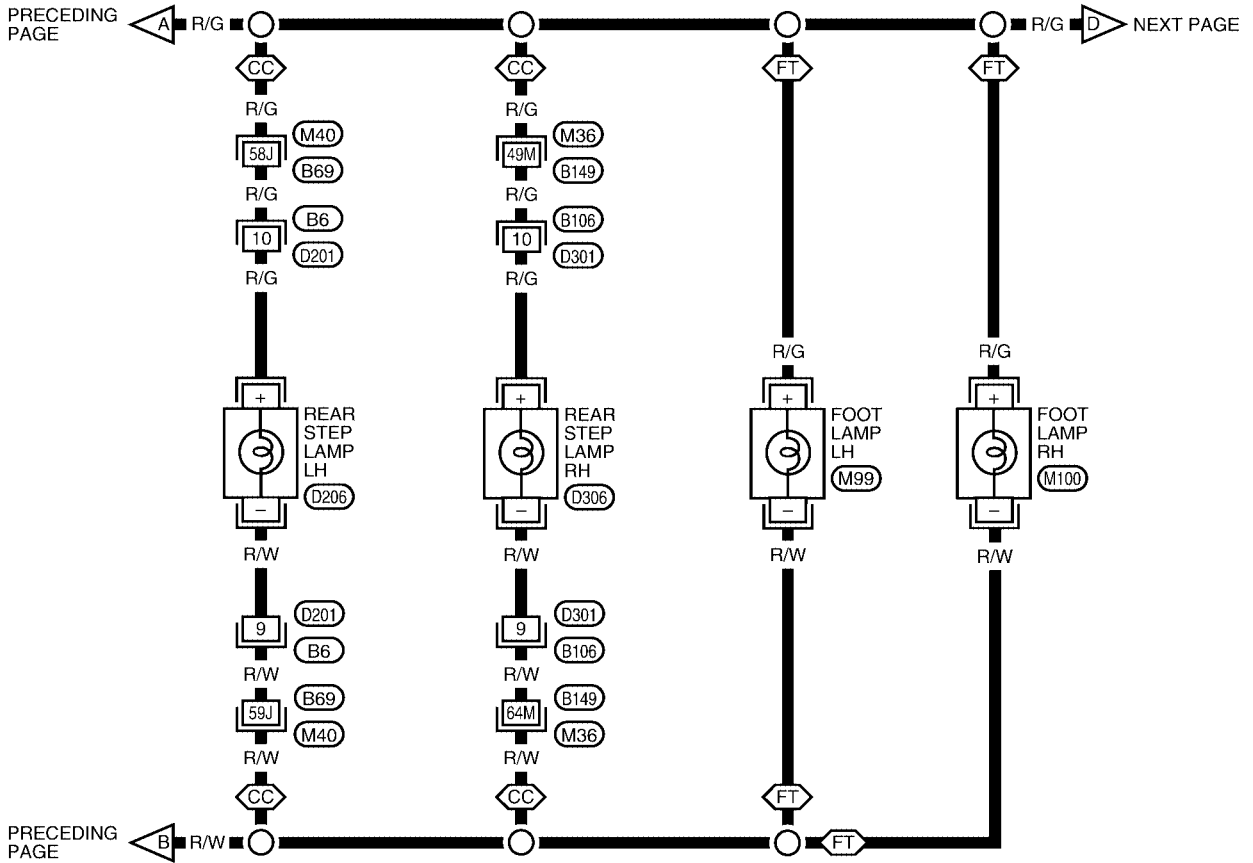 PRECEDING
PAGE
A
R/G
R/G
D
NEXT PAGE
CC
CC
FT
FT
R/G
R/G
58J
M40
B69
49M
M36
B149
R/G
R/G
10
B6
D201
10
B106
D301
R/G
R/G
R/G
R/G
+
+
+
+
REAR
STEP
LAMP
LH
D206
REAR
STEP
LAMP
RH
D306
FOOT
LAMP
LH
M99
FOOT
LAMP
RH
M100
–
–
–
–
R/W
R/W
R/W
R/W
9
D201
B6
9
D301
B106
R/W
R/W
59J
B69
M40
64M
B149
M36
R/W
R/W
CC
CC
FT
PRECEDING
PAGE
B
R/W
FT